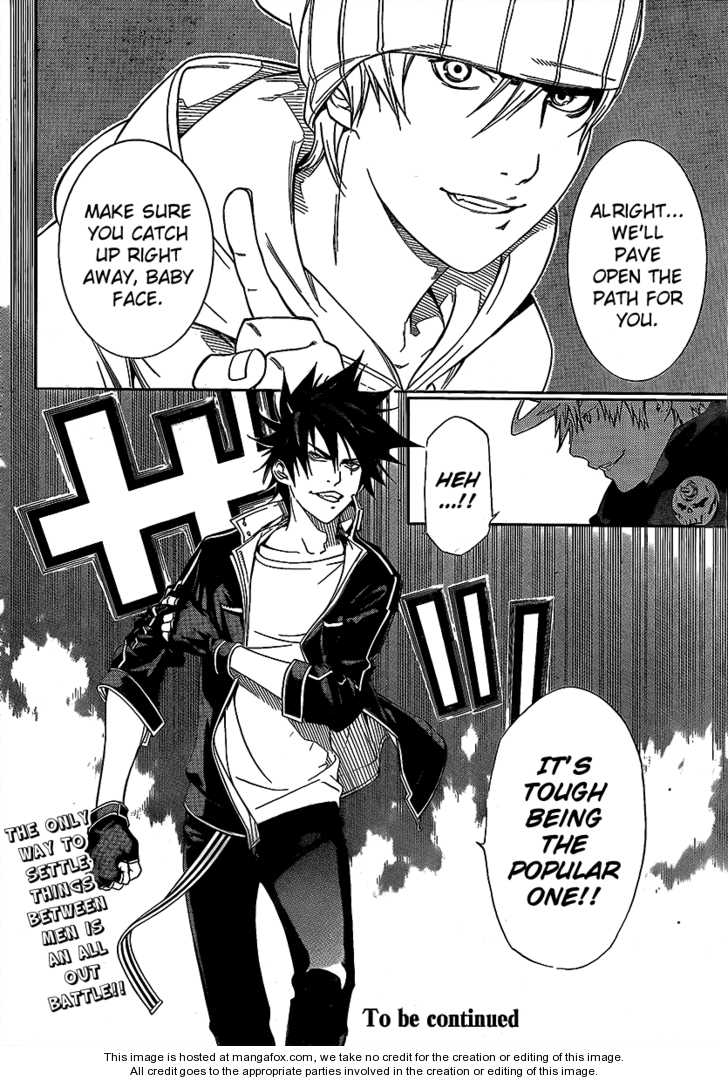 ALRIGHT...
WE'LL
PAVE
OPEN THE
PATH FOR
YOU.
MAKE SURE
YOU CATCH
UP RIGHT
AWAY, BABY
FACE.
HEH
...!!
ザ!!!
IT'S
TOUGH
BEING
THE
POPULAR
ONE!!
THE ONLY
WAY TO
SETTLE
THINGS
BETWEEN
MEN IS
AN ALL
OUT
BATTLE!!
To be continued
This image is hosted at mangafox.com, we take no credit for the creation or editing of this image.
All credit goes to the appropriate parties involved in the creation or editing of this image.